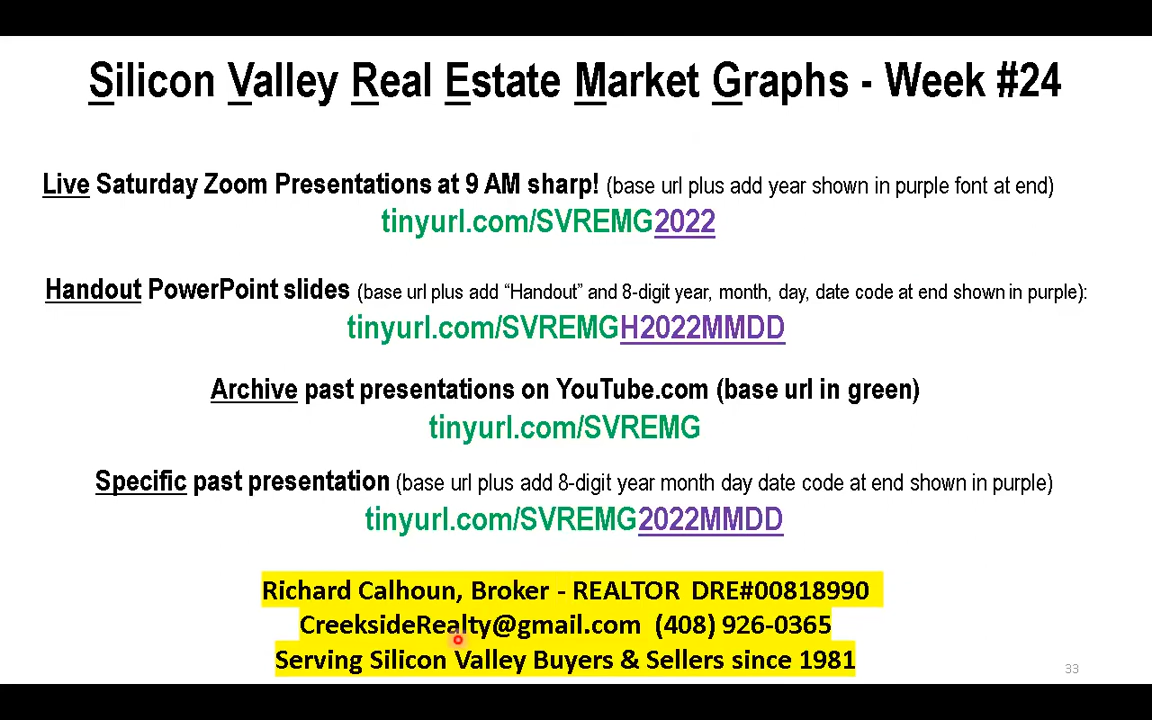 Silicon Valley Real Estate Market Graphs - Week #24
Live Saturday Zoom Presentations at 9 AM sharp! (base url plus add year shown in purple font at end)
tinyurl.com/SVREMG2022
Handout PowerPoint slides (base url plus add “Handout” and 8-digit year, month, day, date code at end shown in purple):
tinyurl.com/SVREMGH2022MMDD
Archive past presentations on YouTube.com (base url in green)
tinyurl.com/SVREMG
Specific past presentation (base url plus add 8-digit year month day date code at end shown in purple)
tinyurl.com/SVREMG2022MMDD
Richard Calhoun, Broker - REALTOR DRE#00818990
CreeksideRealty@gmail.com (408) 926-0365
Serving Silicon Valley Buyers & Sellers since 1981
33